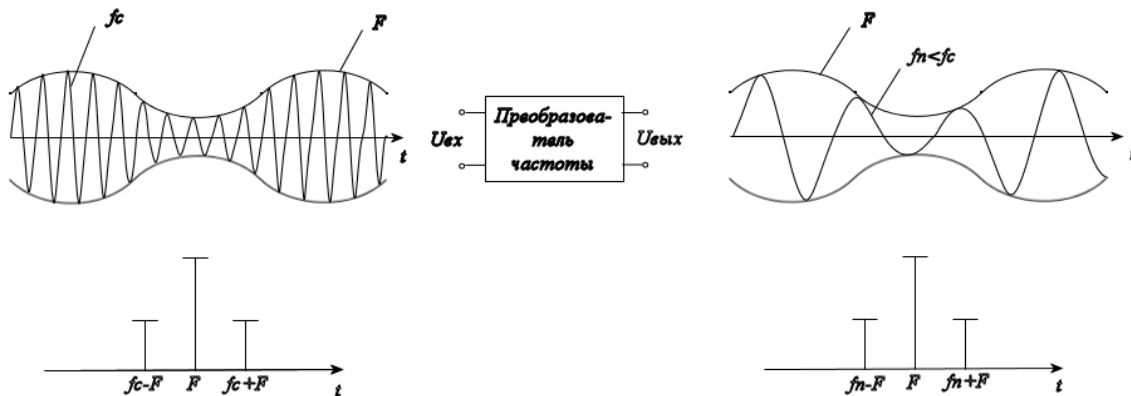 fc
F
t
Uвх
Преобразова-
тель
частоты
Uвых
F
fn<fc
t
fc-F F fc+F t
fn-F F fn+F t